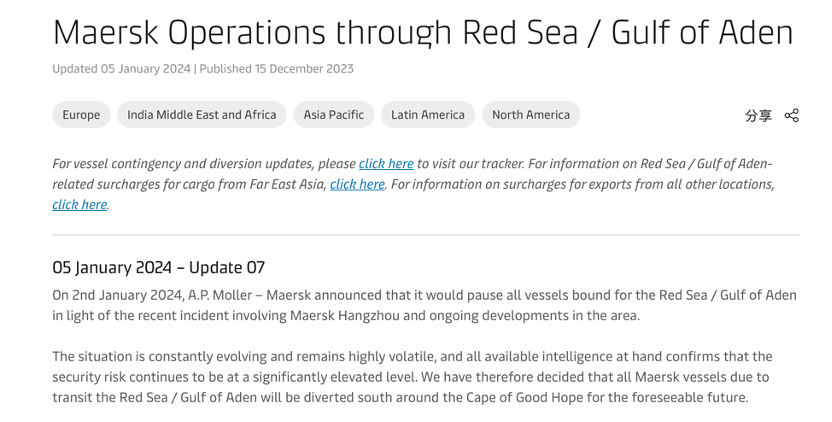 Maersk Operations through Red Sea / Gulf of Aden
Updated 05 January 2024 | Published 15 December 2023
Europe
India Middle East and Africa
Asia Pacific
Latin America
North America
分享
For vessel contingency and diversion updates, please click here to visit our tracker. For information on Red Sea / Gulf of Aden-
related surcharges for cargo from Far East Asia, click here. For information on surcharges for exports from all other locations,
click here.
05 January 2024 – Update 07
On 2nd January 2024, A.P. Moller – Maersk announced that it would pause all vessels bound for the Red Sea / Gulf of Aden
in light of the recent incident involving Maersk Hangzhou and ongoing developments in the area.
The situation is constantly evolving and remains highly volatile, and all available intelligence at hand confirms that the
security risk continues to be at a significantly elevated level. We have therefore decided that all Maersk vessels due to
transit the Red Sea / Gulf of Aden will be diverted south around the Cape of Good Hope for the foreseeable future.